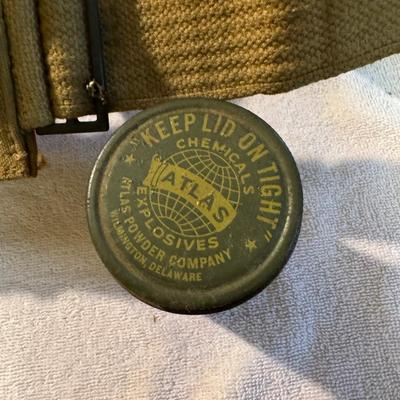 "KEEP LID ON TIGHT"
CHEMICALS
ATLAS
EXPLOSIVES
ATLAS POWDER COMPANY
WILMINGTON, DELAWARE